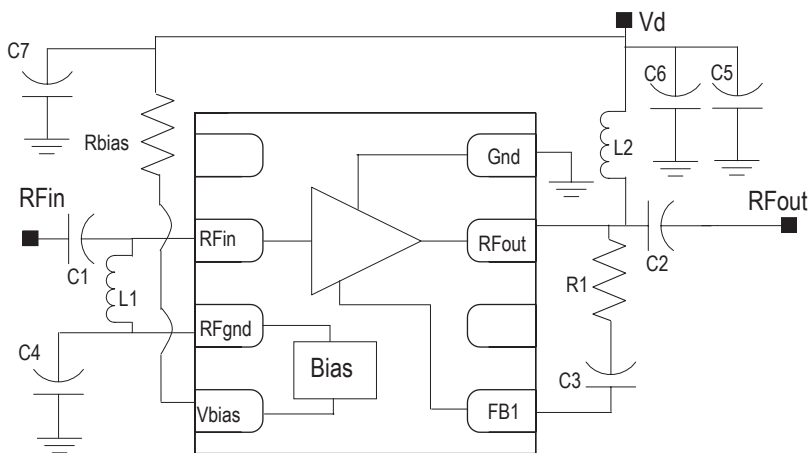 Vd
C7
C6
C5
Rbias
Gnd
L2
RFin
RFout
RFin
RFout
C1
C2
L1
R1
RFgnd
C4
Bias
C3
Vbias
FB1